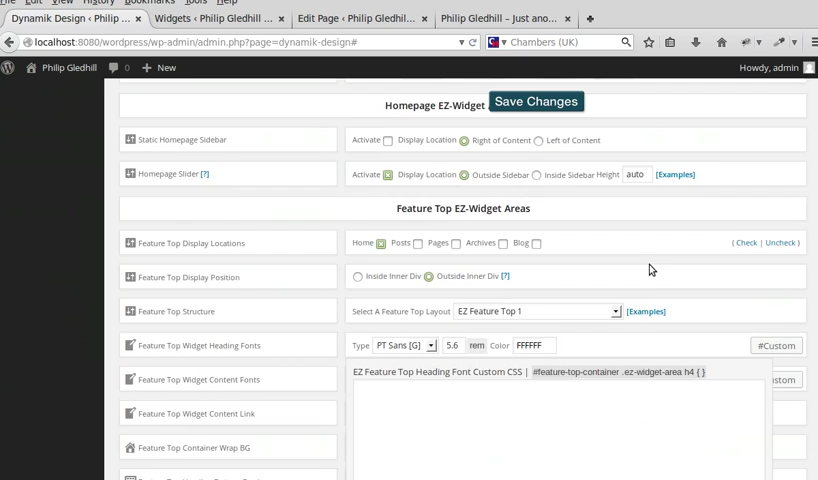 File Edit View History Bookmarks Tools Help
Dynamik Design ‹ Philip ... × Widgets ‹ Philip Gledhill ... × Edit Page ‹ Philip Gledhil... × Philip Gledhill – Just ano... ×
localhost:8080/wordpress/wp-admin/admin.php?page=dynamik-design# Chambers (UK)
Philip Gledhill 0 + New Howdy, admin
Homepage EZ-Widget
Save Changes
Static Homepage Sidebar Activate Display Location Right of Content Left of Content
Homepage Slider [?] Activate Display Location Outside Sidebar Inside Sidebar Height auto [Examples]
Feature Top EZ-Widget Areas
Feature Top Display Locations Home Posts Pages Archives Blog ( Check | Uncheck )
Feature Top Display Position Inside Inner Div Outside Inner Div [?]
Feature Top Structure Select A Feature Top Layout EZ Feature Top 1 [Examples]
Feature Top Widget Heading Fonts Type PT Sans [G] 5.6 rem Color FFFFFF #Custom
EZ Feature Top Heading Font Custom CSS | #feature-top-container .ez-widget-area h4 { }
Feature Top Widget Content Fonts ustom
Feature Top Widget Content Link
Feature Top Container Wrap BG